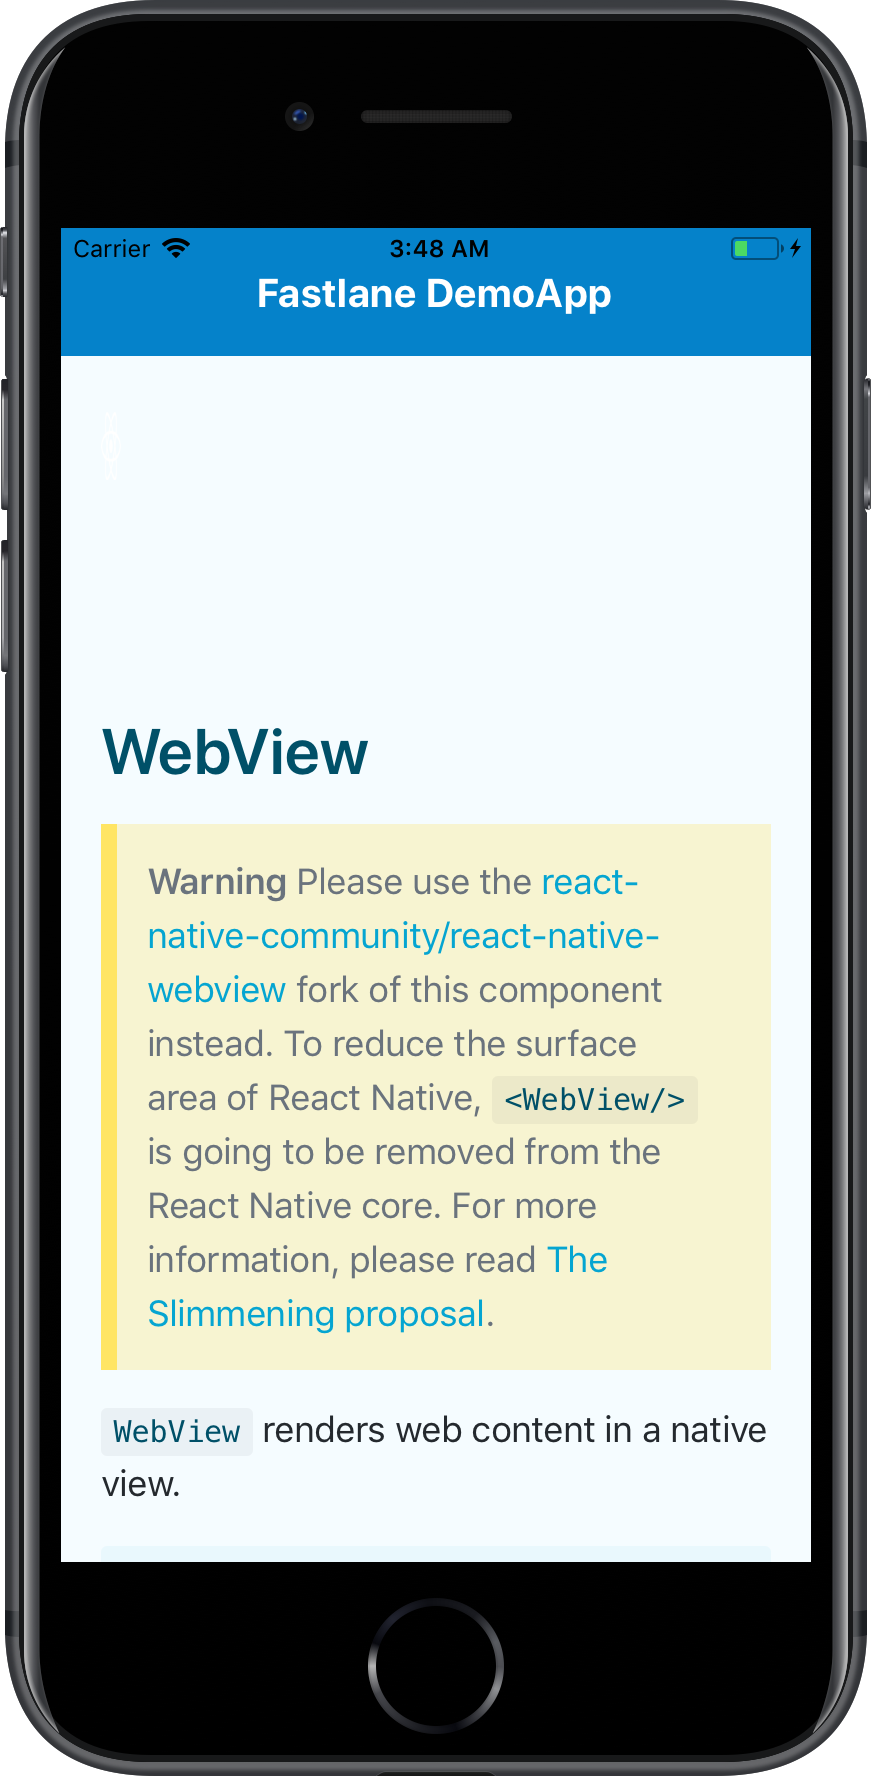 Carrier 3:48 AM
Fastlane DemoApp
WebView
Warning Please use the react-
native-community/react-native-
webview fork of this component
instead. To reduce the surface
area of React Native, <WebView/>
is going to be removed from the
React Native core. For more
information, please read The
Slimmening proposal.
WebView renders web content in a native
view.